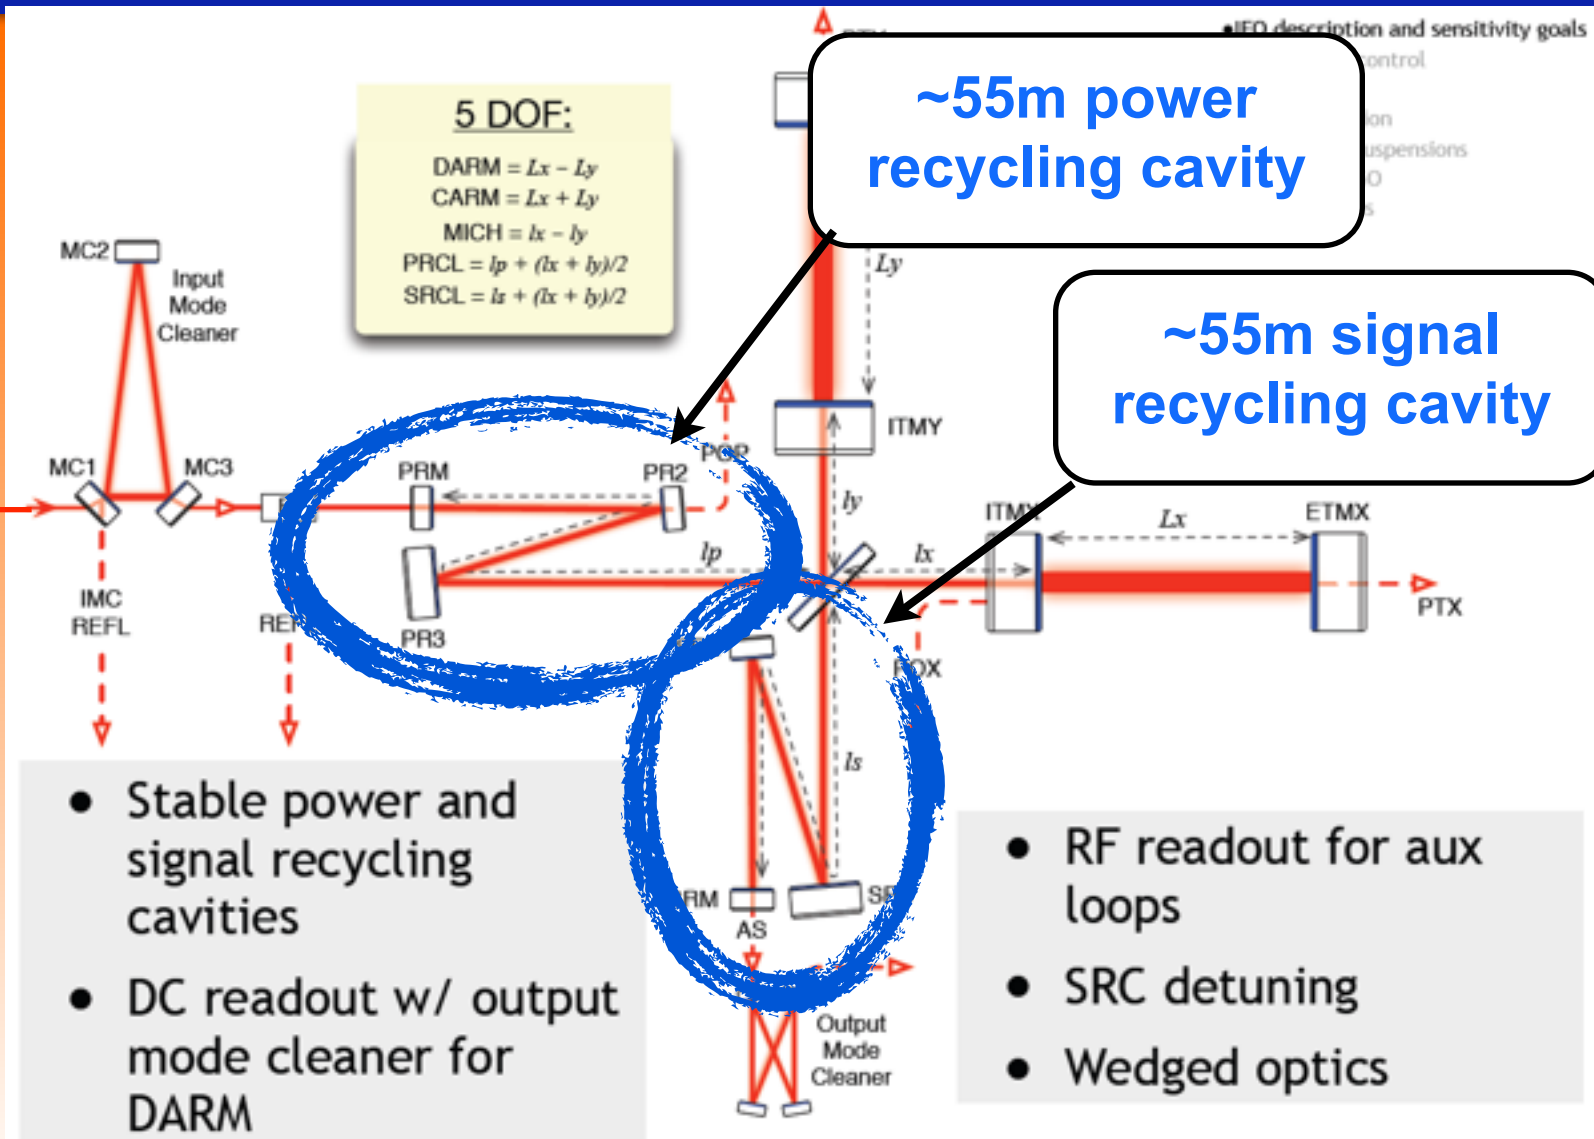 •IFO description and sensitivity goals
control
uspensions
~55m power
recycling cavity
5 DOF:
DARM = Lx – Ly
CARM = Lx + Ly
MICH = lx – ly
PRCL = lp + (lx + ly)/2
SRCL = ls + (lx + ly)/2
~55m signal
recycling cavity
MC2
Input
Mode
Cleaner
Ly
ITMY
MC1
MC3
PRM
PR2
POP
ly
ITMX
Lx
ETMX
lp
lx
IMC
REFL
PR3
PTX
POX
ls
AS
Output
Mode
Cleaner
● Stable power and
signal recycling
cavities
● DC readout w/ output
mode cleaner for
DARM
● RF readout for aux
loops
● SRC detuning
● Wedged optics